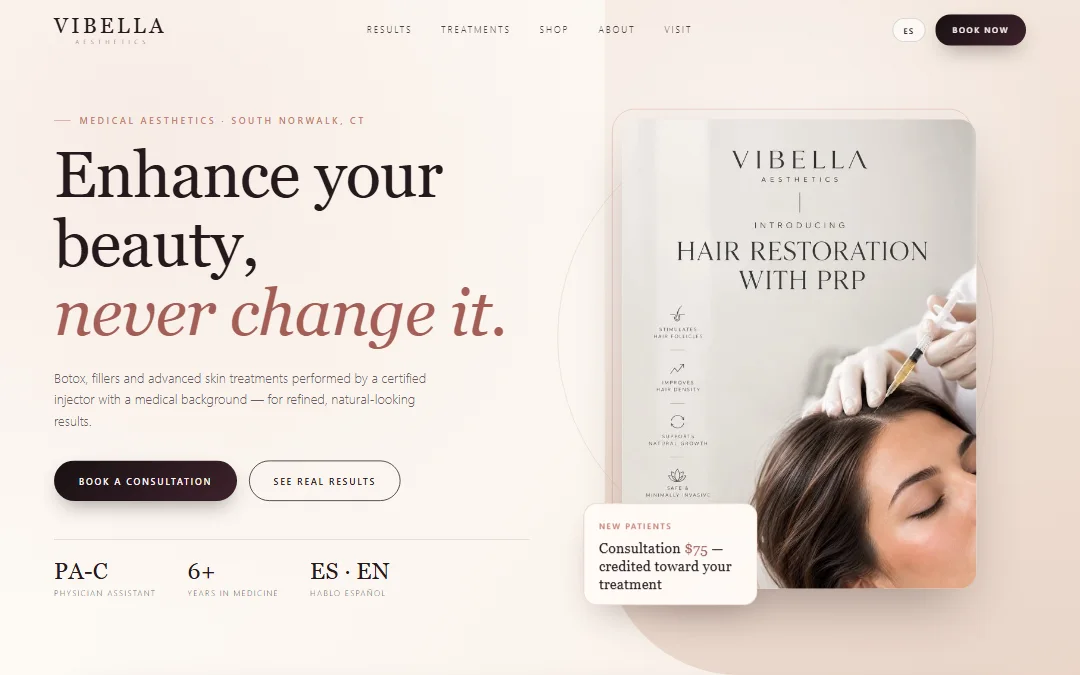 VIBELLA
AESTHETICS
RESULTS
TREATMENTS
SHOP
ABOUT
VISIT
ES
BOOK NOW
MEDICAL AESTHETICS · SOUTH NORWALK, CT
Enhance your
beauty,
never change it.
Botox, fillers and advanced skin treatments performed by a certified
injector with a medical background — for refined, natural-looking
results.
BOOK A CONSULTATION
SEE REAL RESULTS
PA-C
PHYSICIAN ASSISTANT
6+
YEARS IN MEDICINE
ES · EN
HABLO ESPAÑOL
VIBELLA
AESTHETICS
INTRODUCING
HAIR RESTORATION
WITH PRP
STIMULATES
HAIR FOLLICLES
IMPROVES
HAIR DENSITY
SUPPORTS
NATURAL GROWTH
SAFE &
MINIMALLY INVASIVE
NEW PATIENTS
Consultation $75 —
credited toward your
treatment